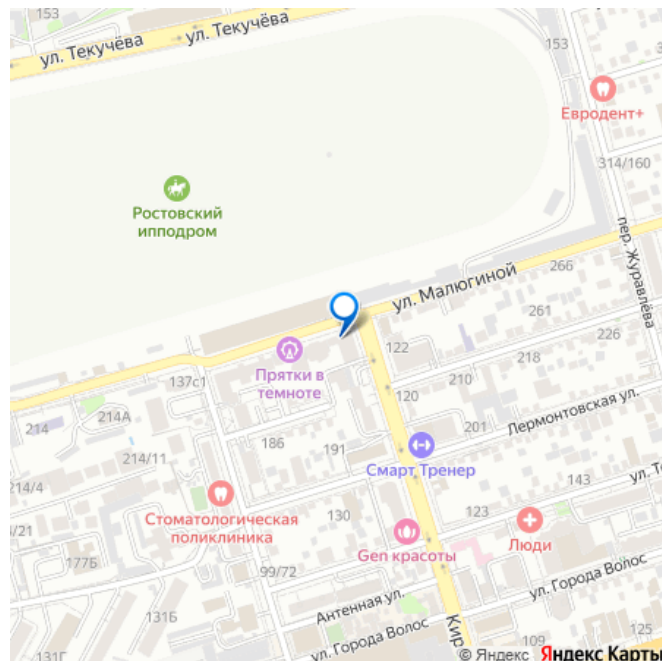 153
ул. Текучёва
ул. Текучёва
153
Евродент+
314/160
Ростовский
ипподром
пер. Журавлёва
ул. Малюгиной
266
261
226
122
218
Прятки в
темноте
137с1
210
120
214А
214
Лермонтовская ул.
201
186
191
214/11
Смарт Тренер
214/4
143
Стоматологическая
поликлиника
130
123
Gen красоты
Люди
99/72
177Б
131Б
Антенная ул.
ул. Города Волос
ул. Города Волос
131Г
109
125
Кир
© Яндекс Яндекс Карты